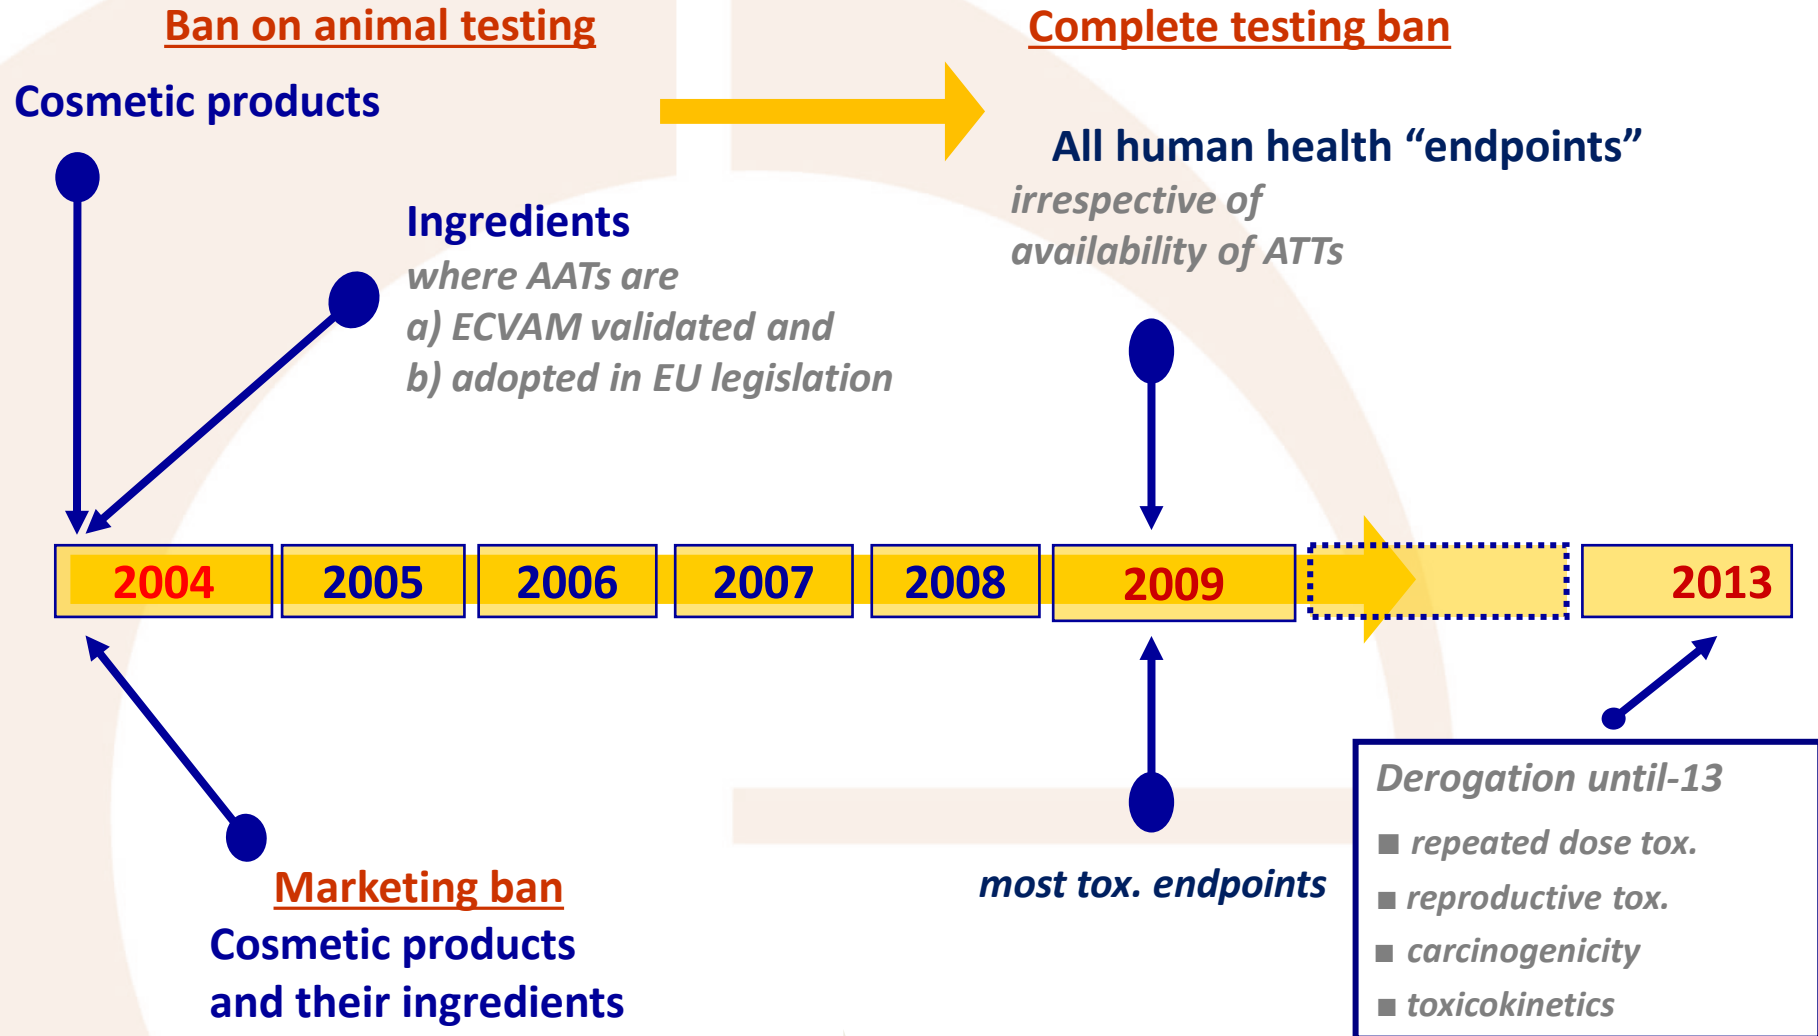 Ban on animal testing
Complete testing ban
Cosmetic products
All human health “endpoints”
irrespective of
availability of ATTs
Ingredients
where AATs are
a) ECVAM validated and
b) adopted in EU legislation
2004
2005
2006
2007
2008
2009
2013
Marketing ban
Cosmetic products
and their ingredients
most tox. endpoints
Derogation until-13
■ repeated dose tox.
■ reproductive tox.
■ carcinogenicity
■ toxicokinetics